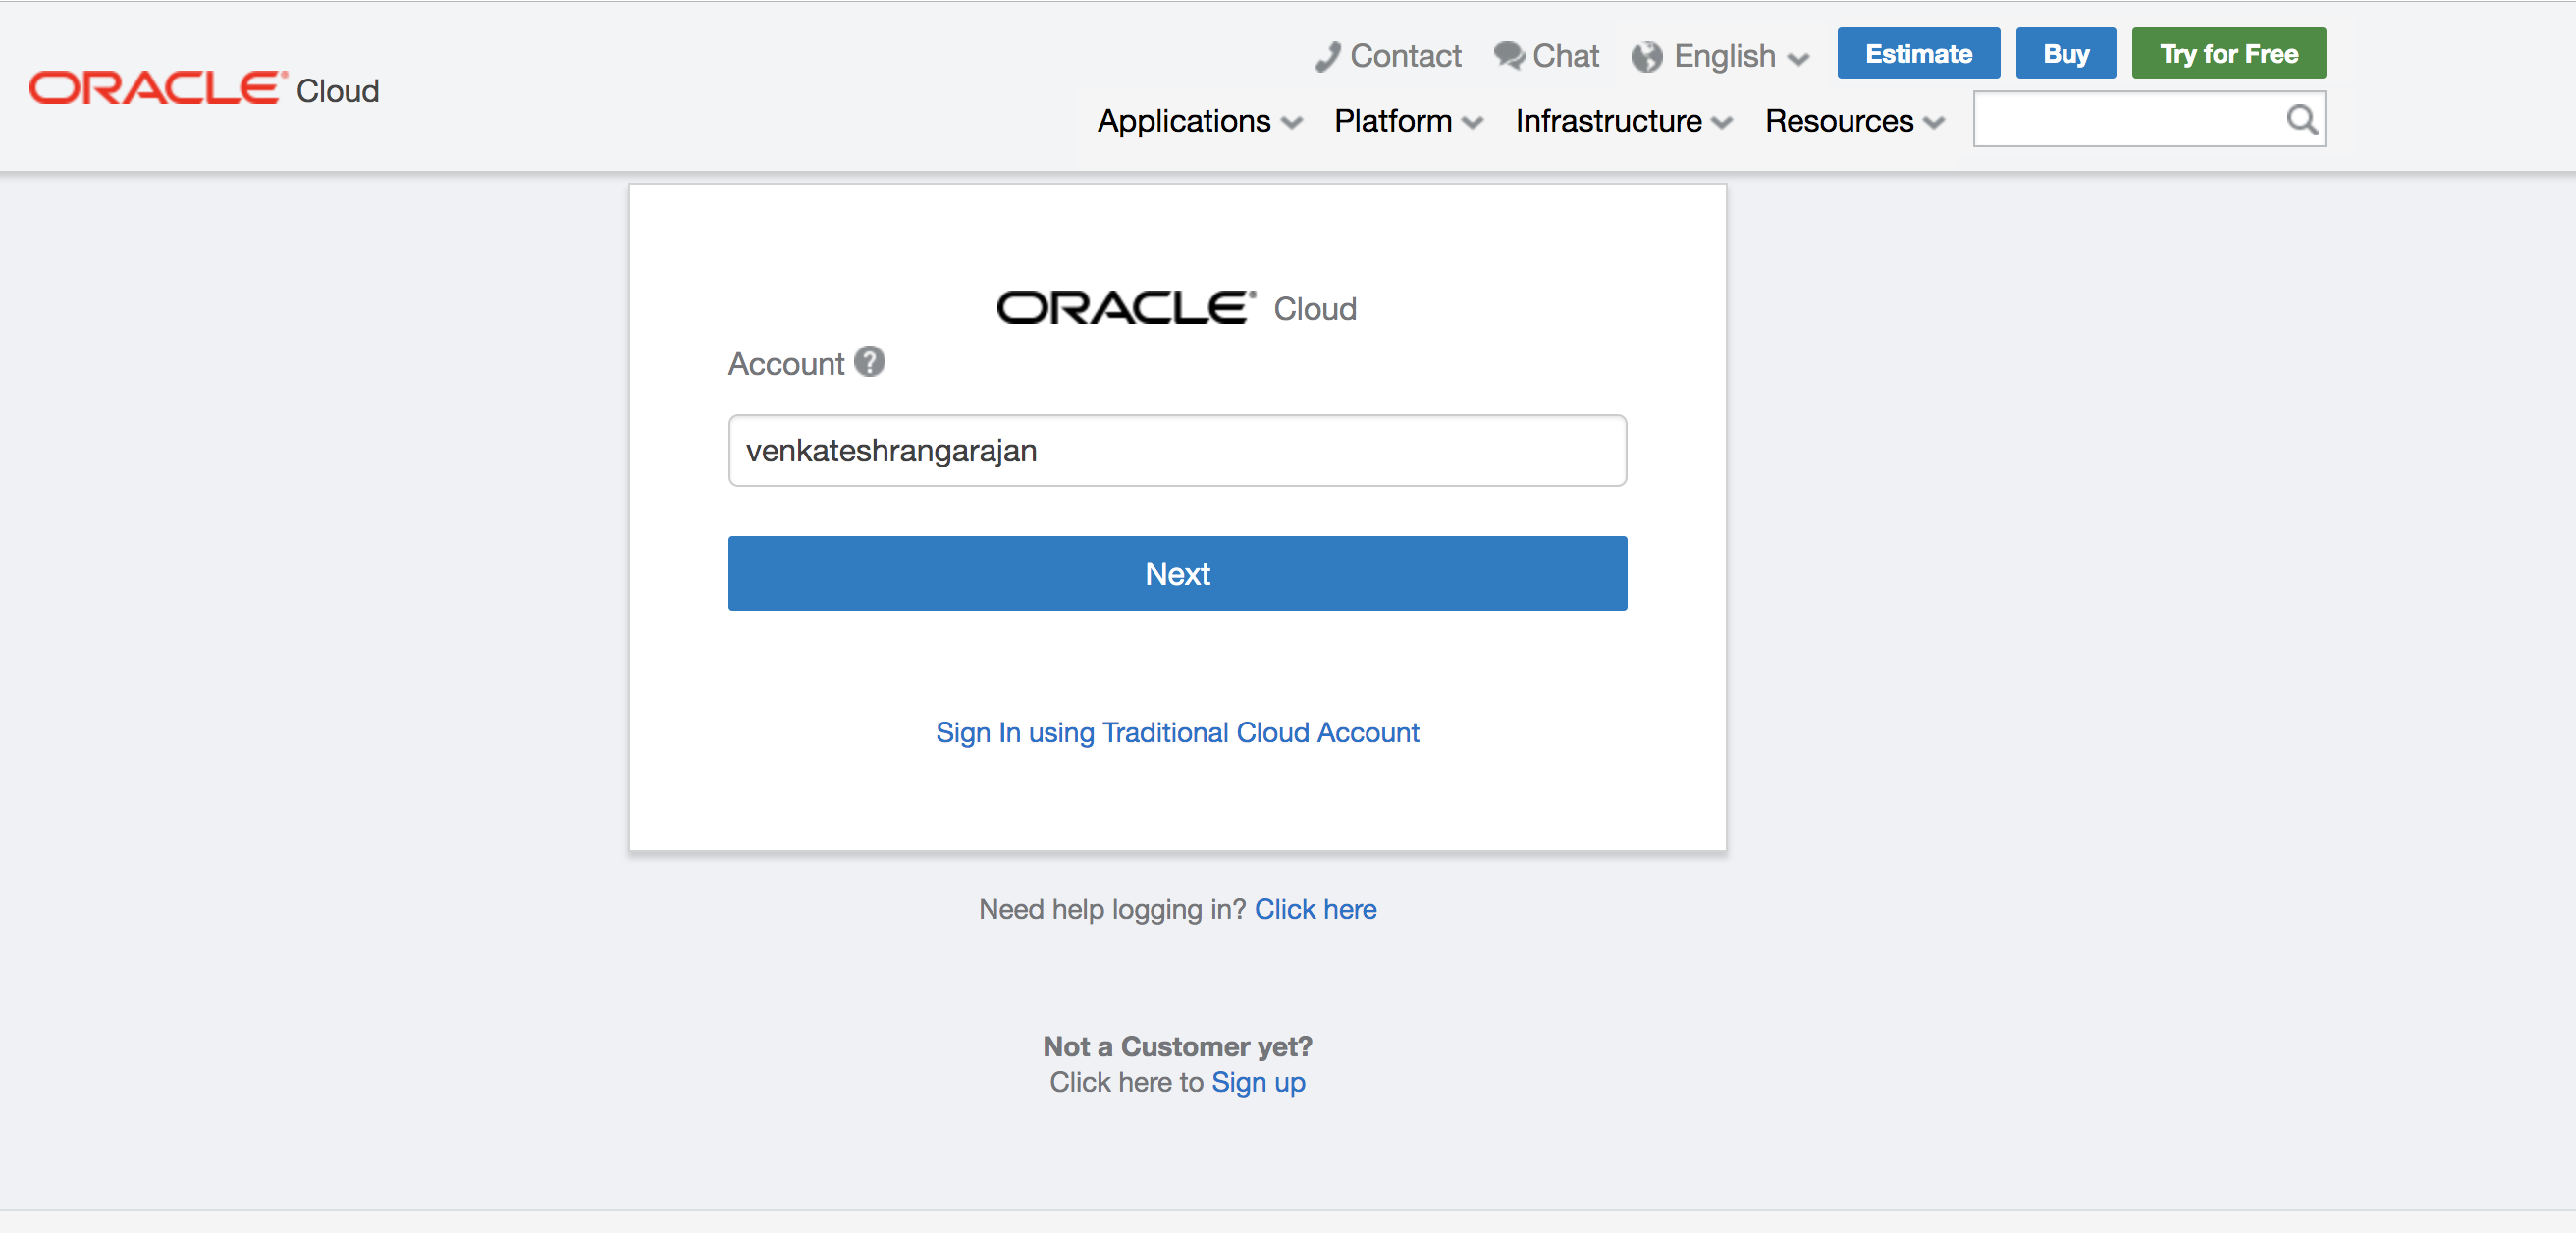 ORACLE Cloud
Contact Chat English Estimate Buy Try for Free
Applications Platform Infrastructure Resources
ORACLE Cloud
Account ?
venkateshrangarajan
Next
Sign In using Traditional Cloud Account
Need help logging in? Click here
Not a Customer yet?
Click here to Sign up